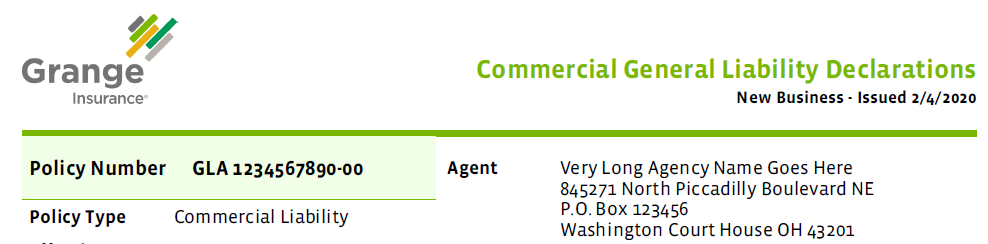 Grange
Insurance®
Commercial General Liability Declarations
New Business - Issued 2/4/2020
Policy Number GLA 1234567890-00
Policy Type Commercial Liability
Agent Very Long Agency Name Goes Here
845271 North Piccadilly Boulevard NE
P.O. Box 123456
Washington Court House OH 43201